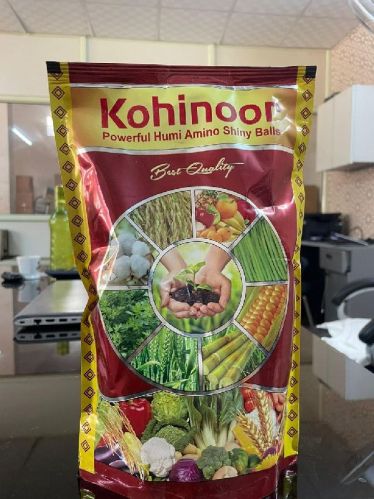 Kohinoor
Powerful Humi Amino Shiny Balls
Best Quality